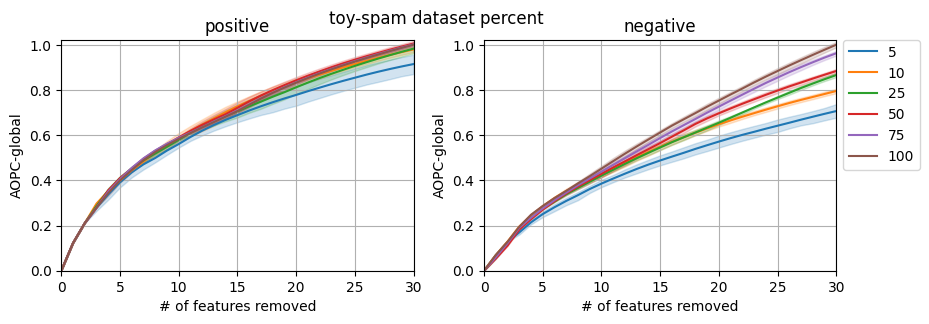 toy-spam dataset percent
positive
AOPC-global
1.0
0.8
0.6
0.4
0.2
0.0
0 5 10 15 20 25 30
# of features removed
negative
AOPC-global
1.0
0.8
0.6
0.4
0.2
0.0
0 5 10 15 20 25 30
# of features removed
5
10
25
50
75
100